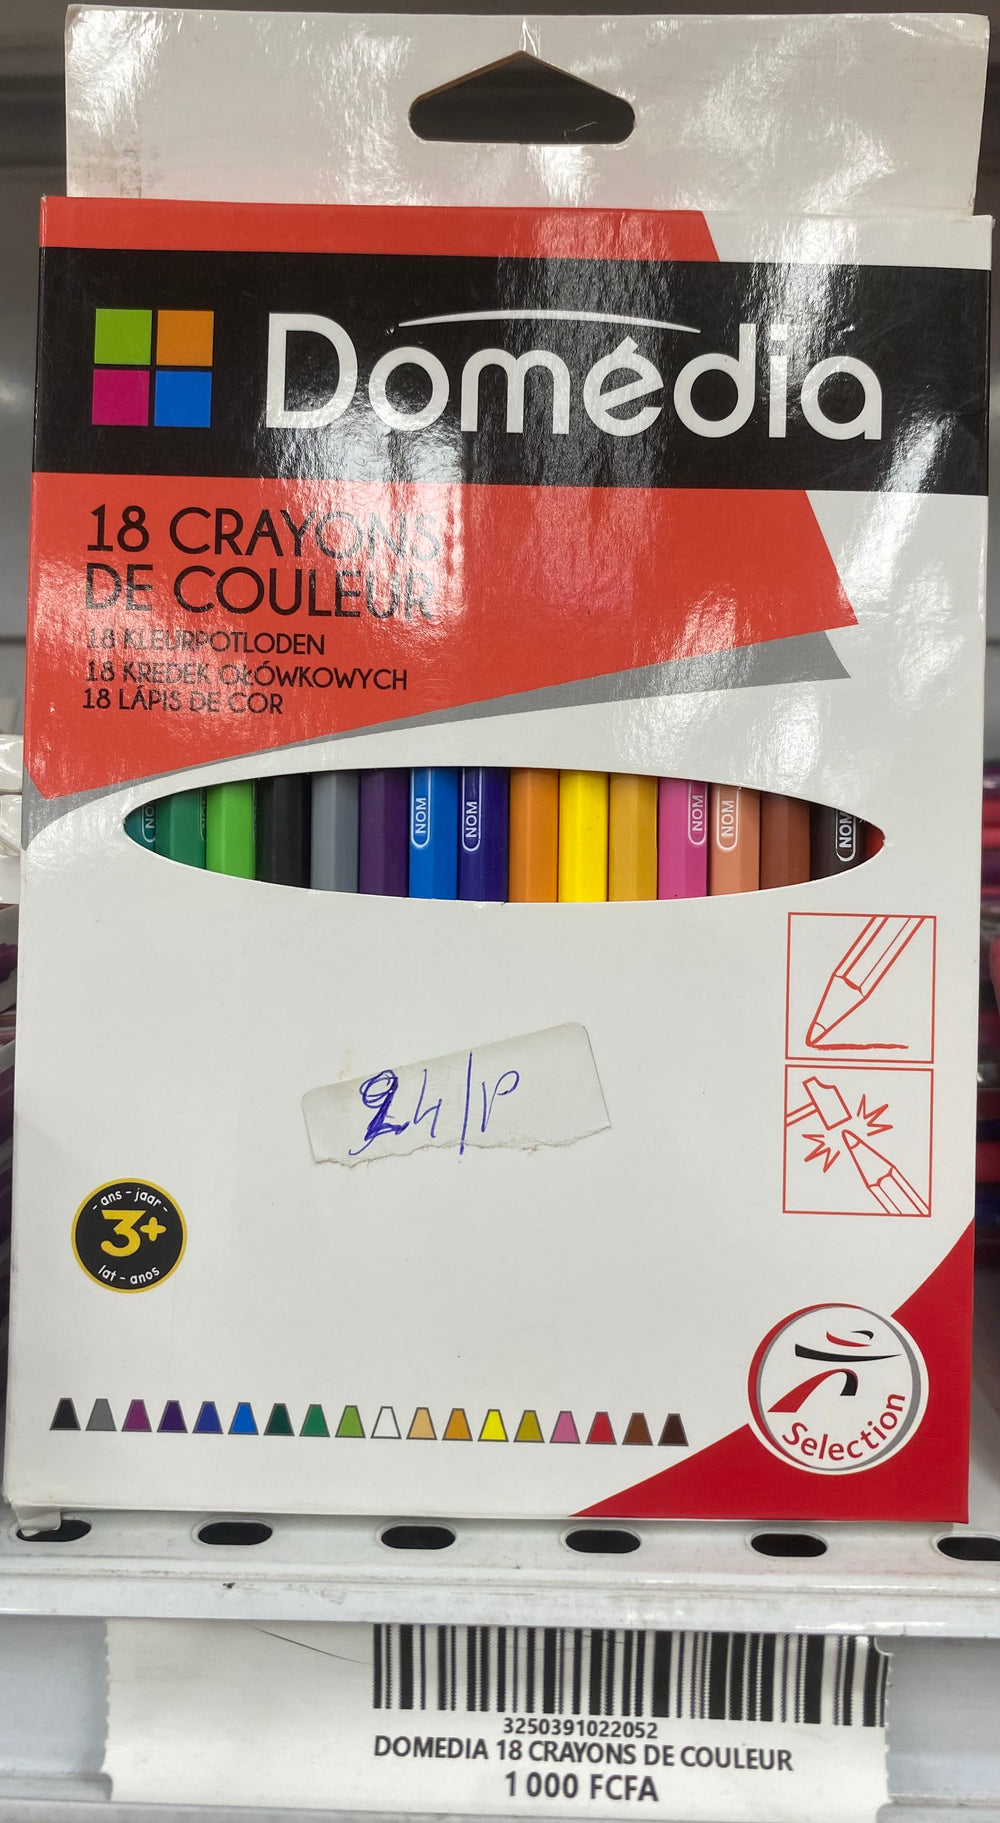 Domédia
18 CRAYONS
DE COULEUR
18 KLEURPOTLODEN
18 KREDEK OŁÓWKOWYCH
18 LÁPIS DE COR
NOM NOM NOM NOM NOM
24/P
- ans - jaar -
3+
lat - anos
Selection
3250391022052
DOMEDIA 18 CRAYONS DE COULEUR
1 000 FCFA